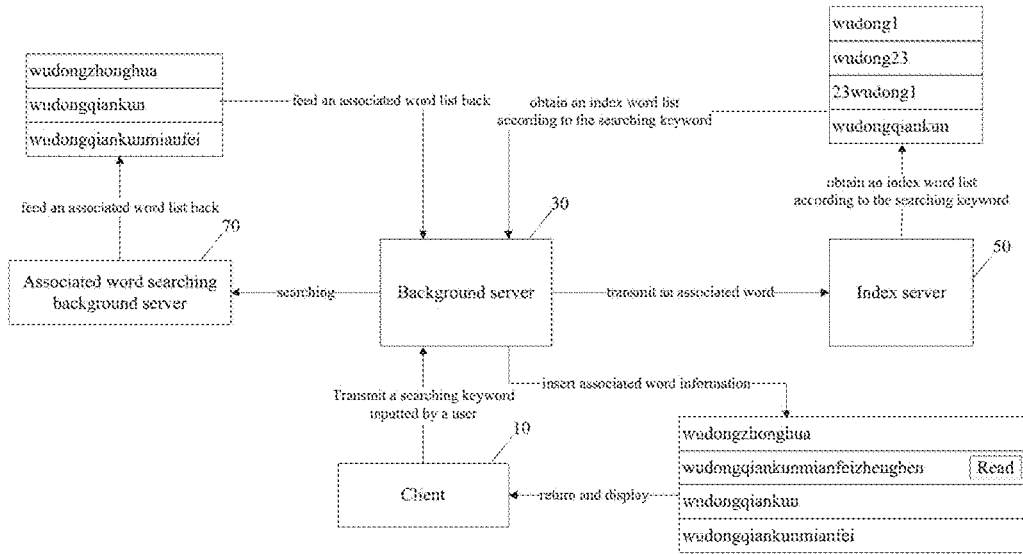 wudong1
wudong23
23wudong1
wudongqiankun
wudongzhonghua
wudongqiankun
wudongqiankunmianfei
feed an associated word list back
obtain an index word list
according to the searching keyword
obtain an index word list
according to the searching keyword
feed an associated word list back
70
30
50
Associated word searching
background server
searching
Background server
transmit an associated word
Index server
Transmit a searching keyword
inputted by a user
insert associated word information
10
Client
return and display
wudongzhonghua
wudongqiankunmianfeizhengben
Read
wudongqiankun
wudongqiankunmianfei